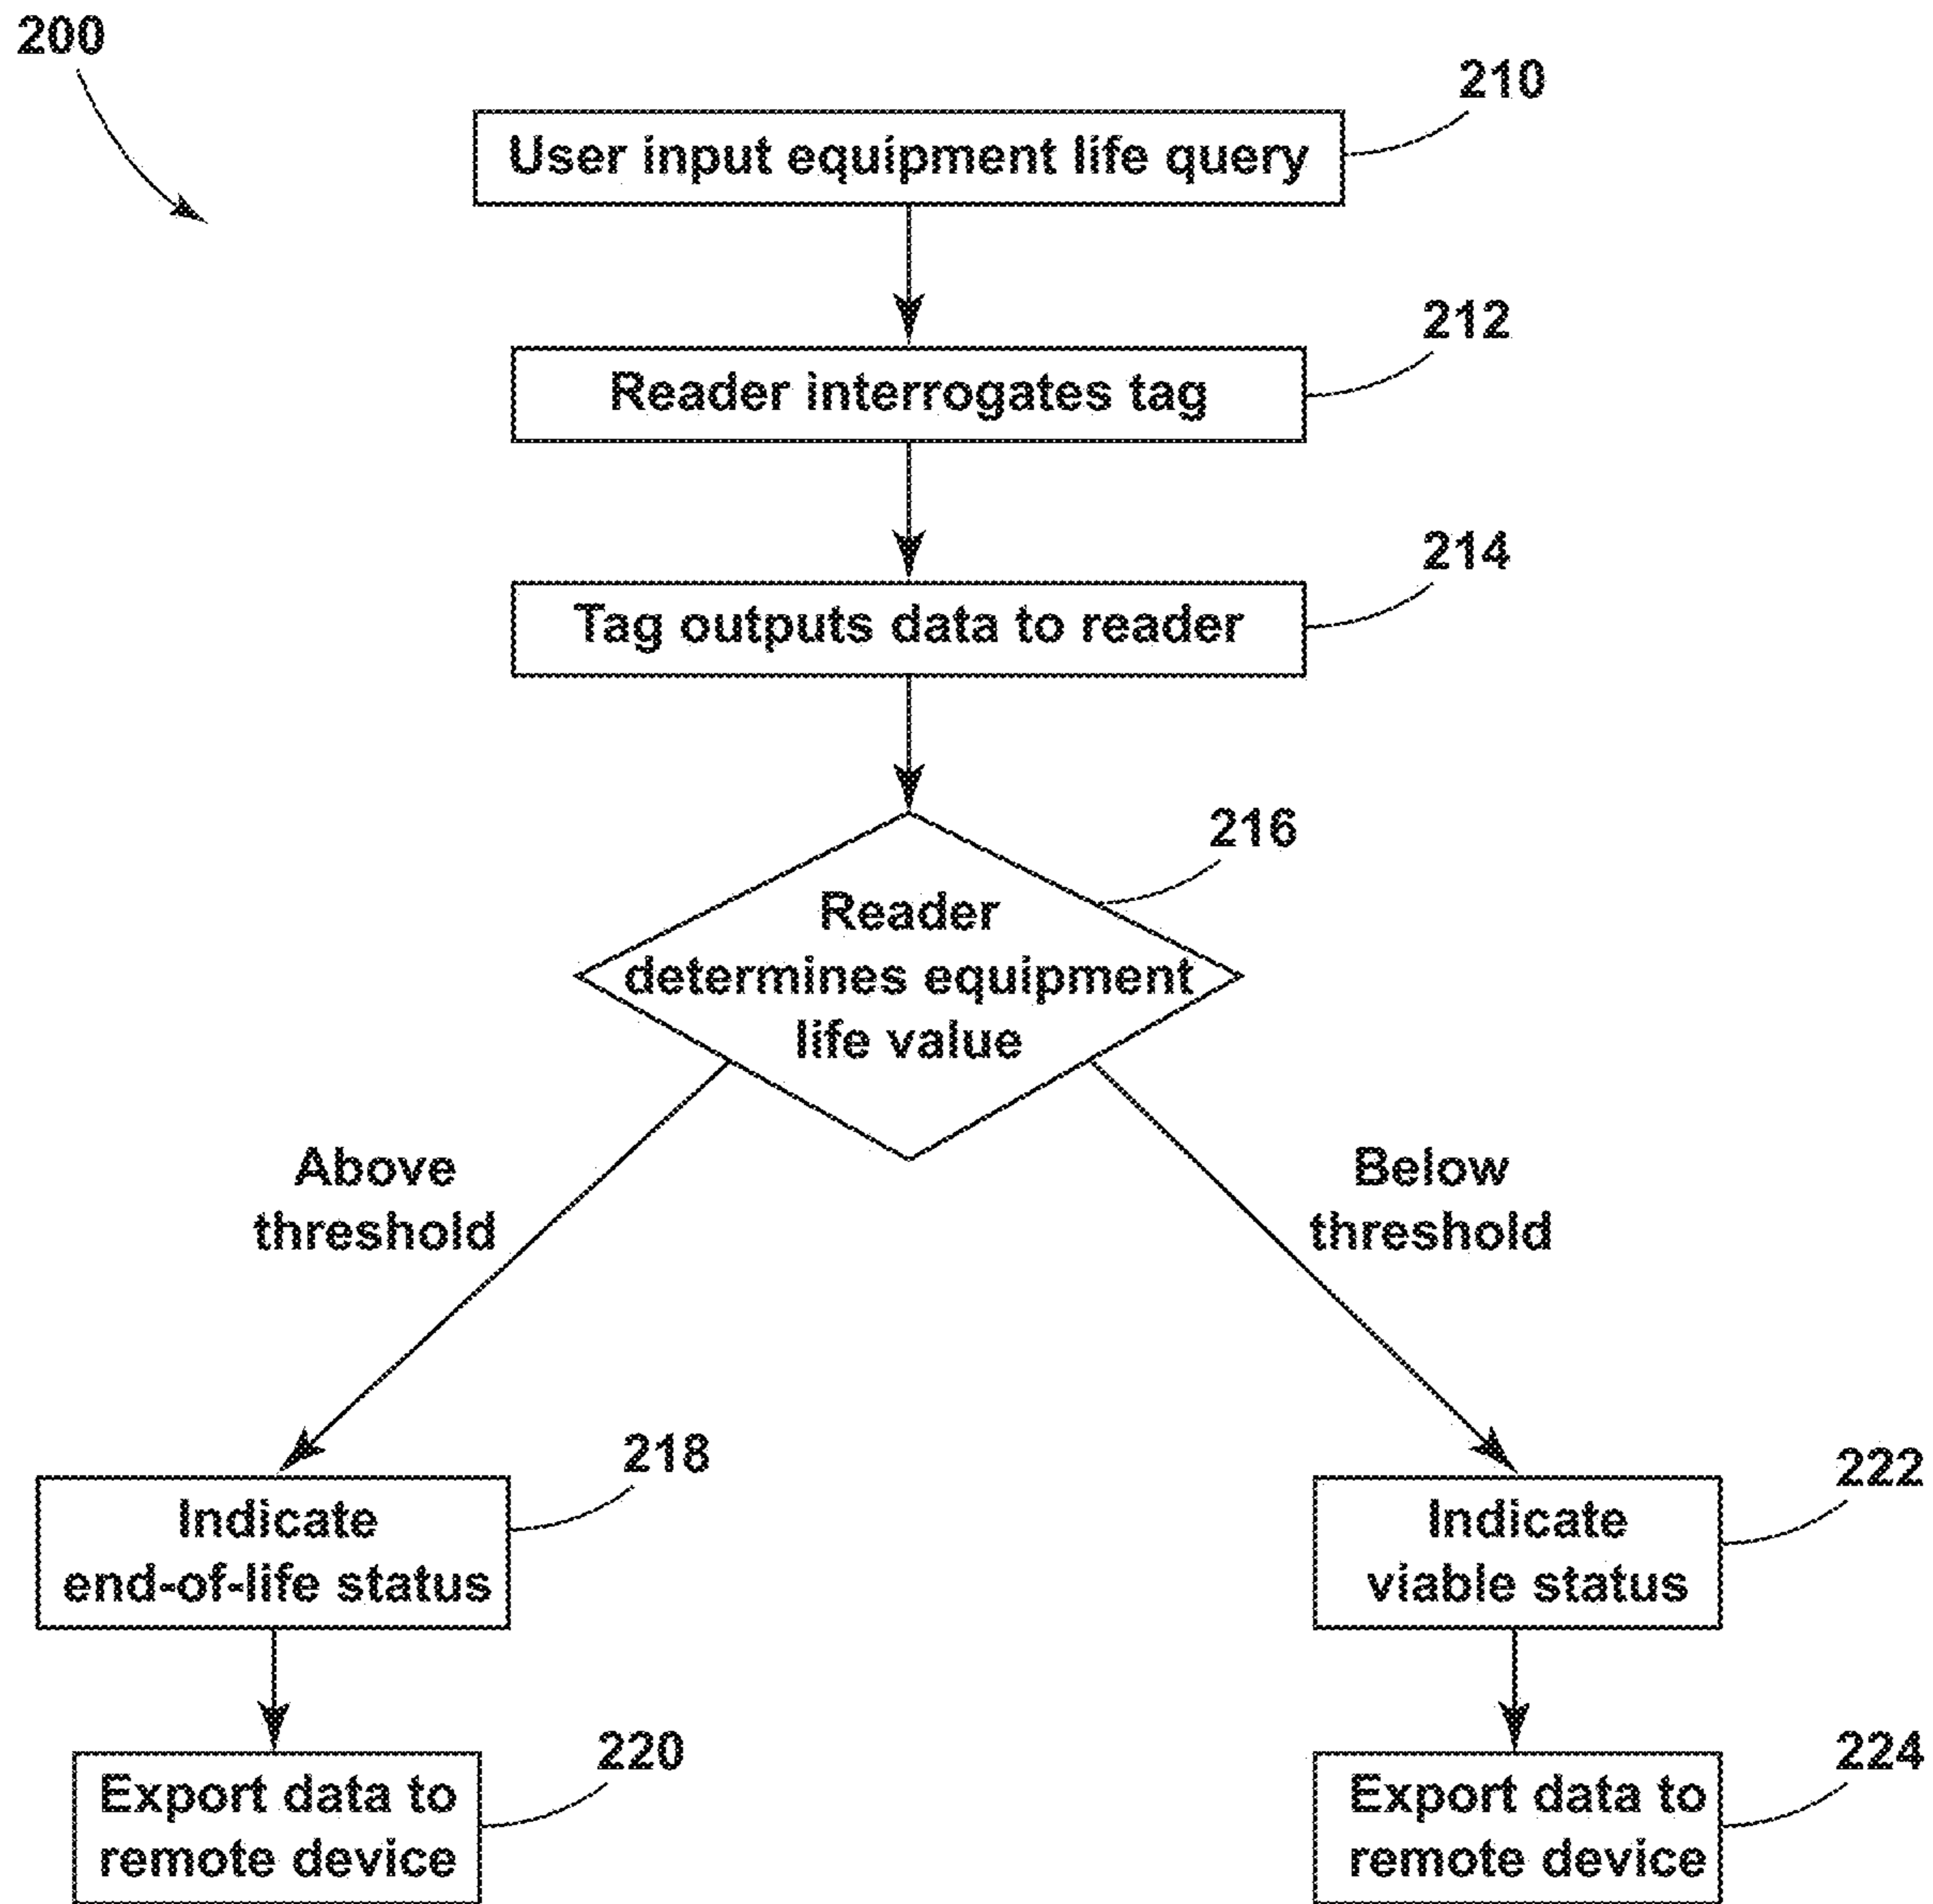 200
210
User input equipment life query
212
Reader interrogates tag
214
Tag outputs data to reader
216
Reader
determines equipment
life value
Above
threshold
Below
threshold
218
Indicate
end-of-life status
222
Indicate
viable status
220
Export data to
remote device
224
Export data to
remote device